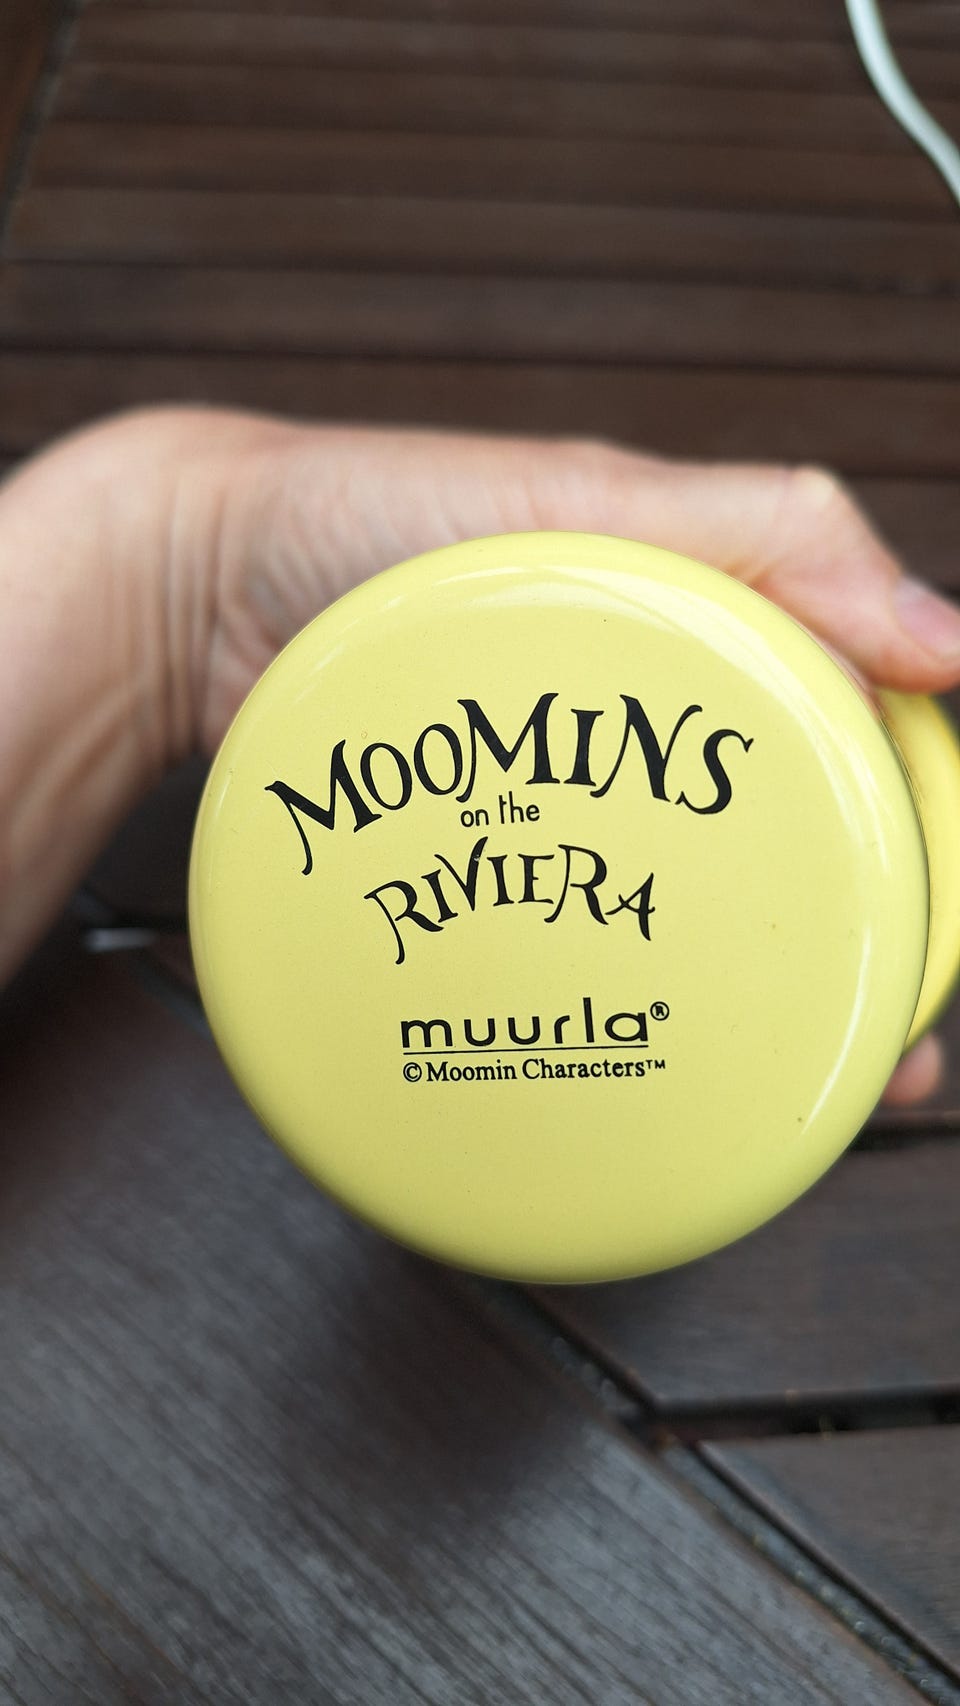 MOOMINS
on the
RIVIERA
muurla®
© Moomin Characters™